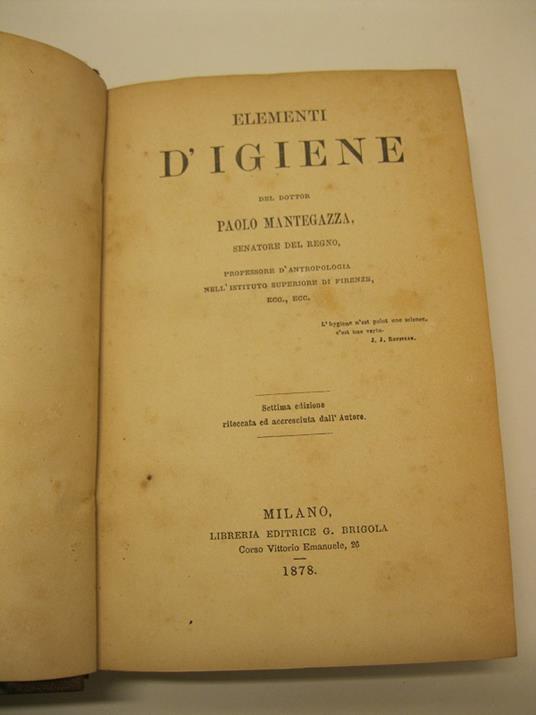 ELEMENTI
D'IGIENE
DEL DOTTOR
PAOLO MANTEGAZZA,
SENATORE DEL REGNO,
PROFESSORE D'ANTROPOLOGIA
NELL'ISTITUTO SUPERIORE DI FIRENZE,
ECC., ECC.
L'hygiene n'est point une science,
c'est une vertu.
J. J. ROUSSEAU.
Settima edizione
ritoccata ed accresciuta dall'Autore.
MILANO,
LIBRERIA EDITRICE G. BRIGOLA
Corso Vittorio Emanuele, 26
1878.